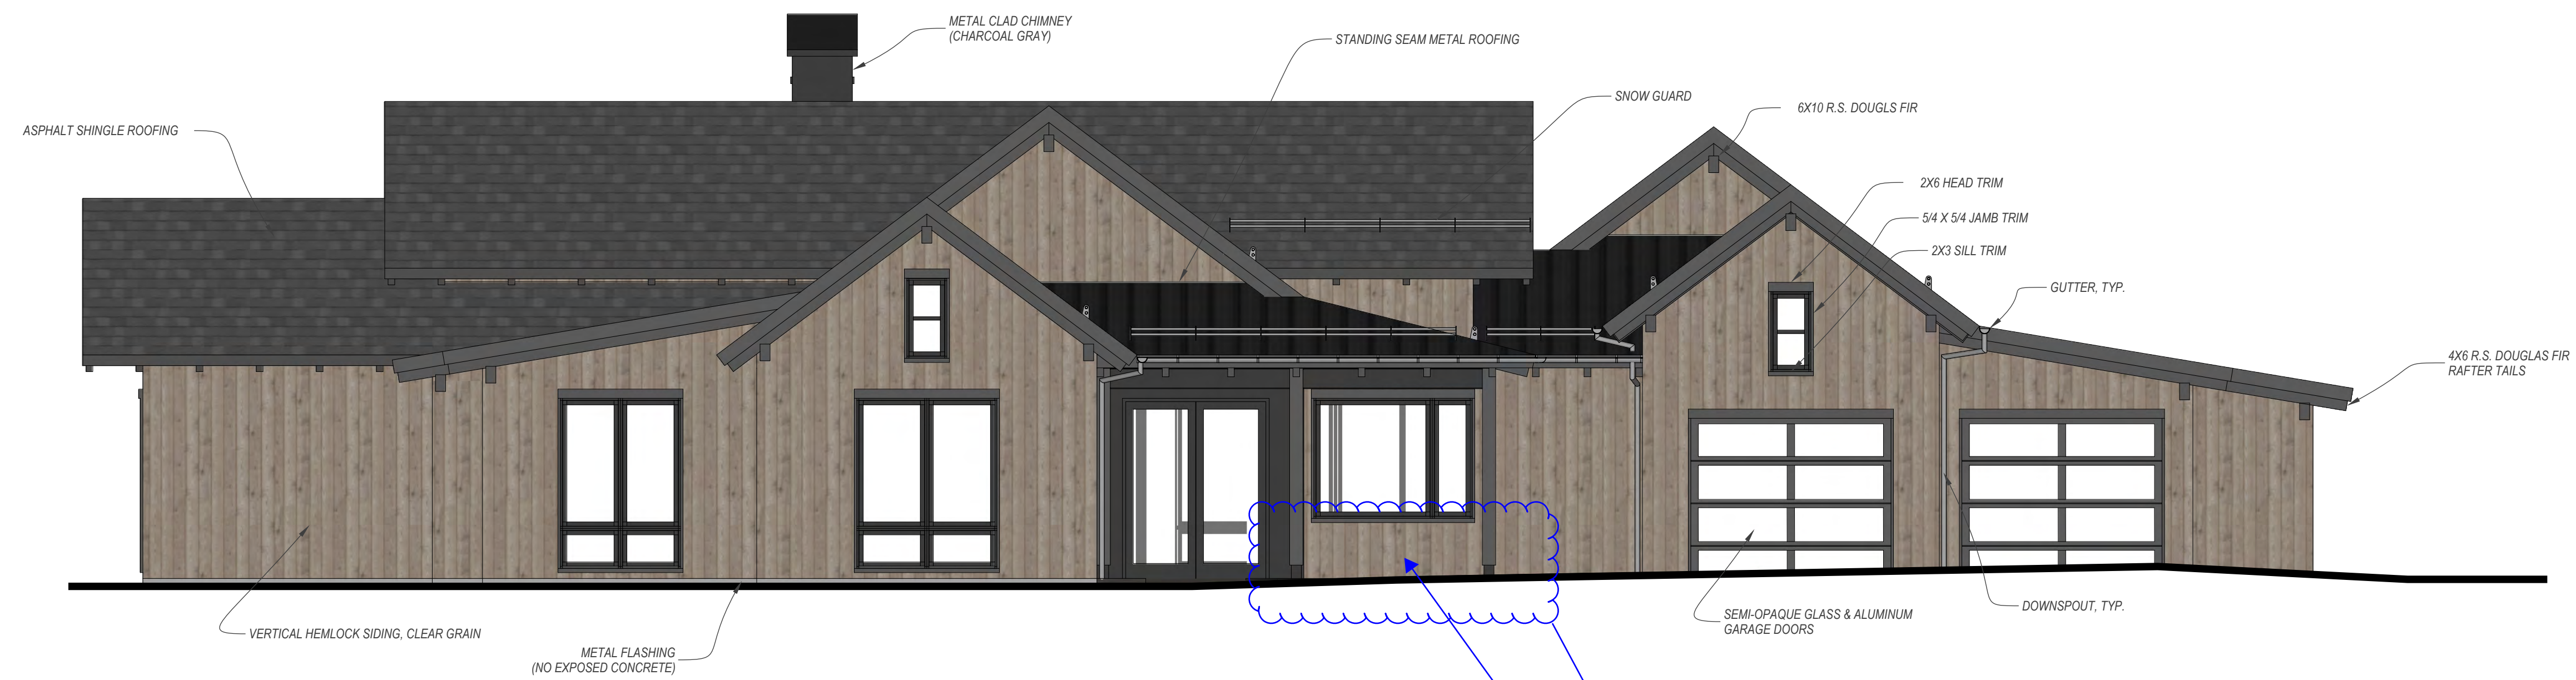 METAL CLAD CHIMNEY
(CHARCOAL GRAY)
STANDING SEAM METAL ROOFING
SNOW GUARD
6X10 R.S. DOUGLS FIR
ASPHALT SHINGLE ROOFING
2X6 HEAD TRIM
5/4 X 5/4 JAMB TRIM
2X3 SILL TRIM
GUTTER, TYP.
4X6 R.S. DOUGLAS FIR
RAFTER TAILS
VERTICAL HEMLOCK SIDING, CLEAR GRAIN
METAL FLASHING
(NO EXPOSED CONCRETE)
SEMI-OPAQUE GLASS & ALUMINUM
GARAGE DOORS
DOWNSPOUT, TYP.